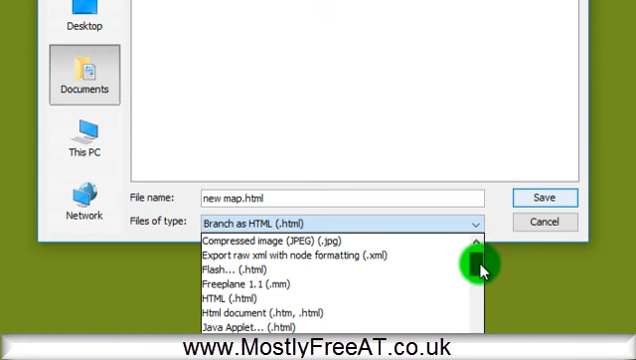 Desktop
Documents
This PC
Network
File name:
new map.html
Save
Files of type:
Branch as HTML (.html)
Cancel
Compressed image (JPEG) (.jpg)
Export raw xml with node formatting (.xml)
Flash... (.html)
Freeplane 1.1 (.mm)
HTML (.html)
Html document (.htm, .html)
Java Applet... (.html)
www.MostlyFreeAT.co.uk